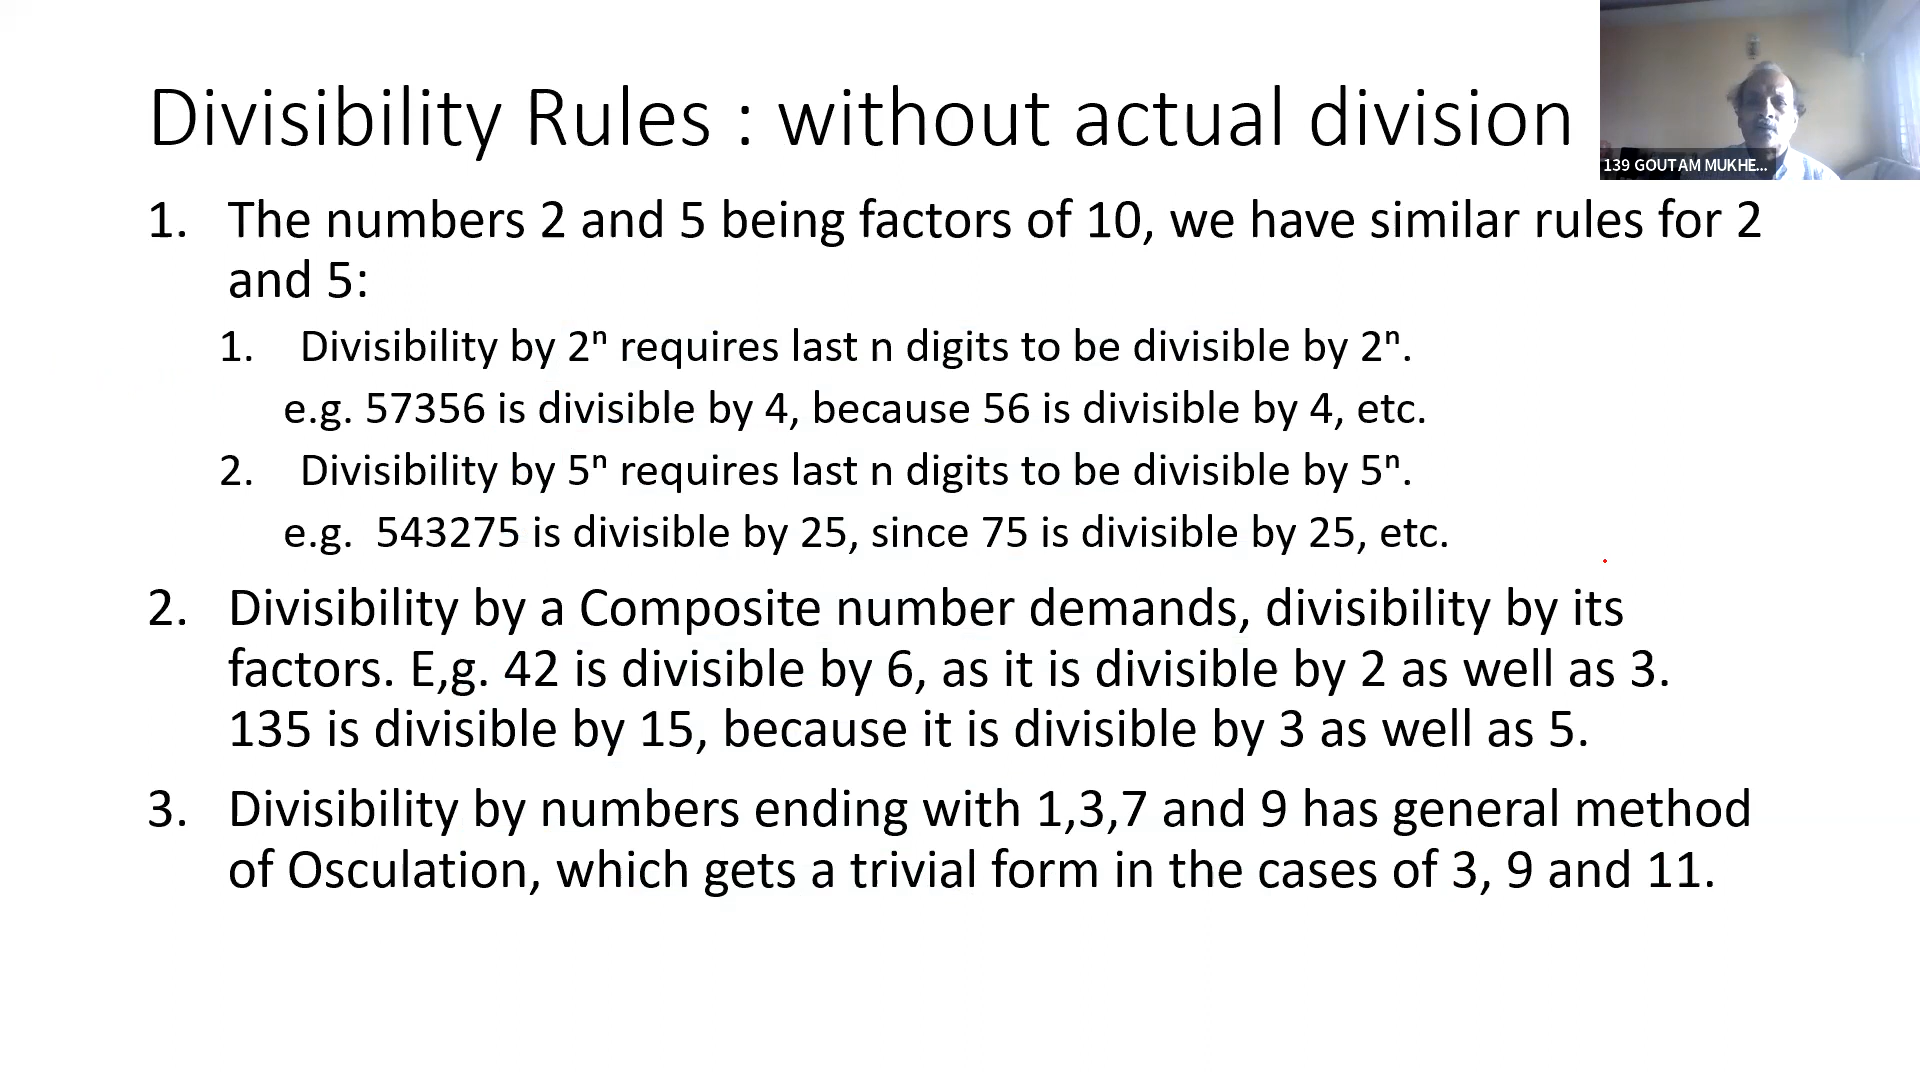 Divisibility Rules : without actual division
139 GOUTAM MUKHE...
1. The numbers 2 and 5 being factors of 10, we have similar rules for 2
and 5:
1. Divisibility by 2ⁿ requires last n digits to be divisible by 2ⁿ.
e.g. 57356 is divisible by 4, because 56 is divisible by 4, etc.
2. Divisibility by 5ⁿ requires last n digits to be divisible by 5ⁿ.
e.g. 543275 is divisible by 25, since 75 is divisible by 25, etc.
2. Divisibility by a Composite number demands, divisibility by its
factors. E,g. 42 is divisible by 6, as it is divisible by 2 as well as 3.
135 is divisible by 15, because it is divisible by 3 as well as 5.
3. Divisibility by numbers ending with 1,3,7 and 9 has general method
of Osculation, which gets a trivial form in the cases of 3, 9 and 11.